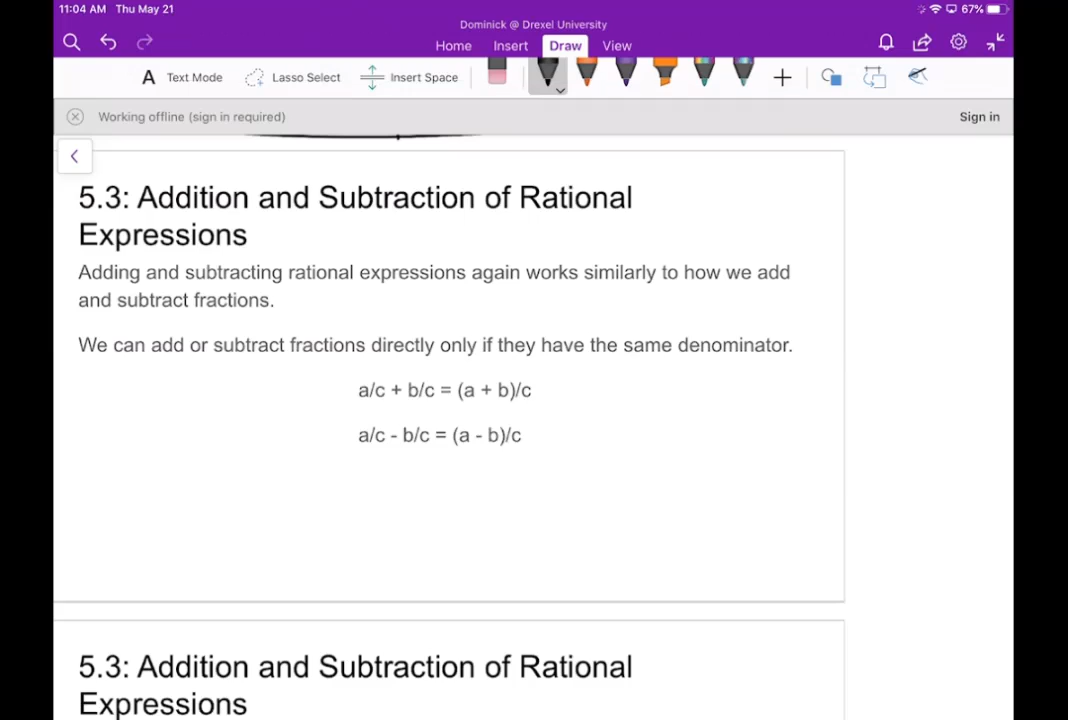 11:04 AM Thu May 21
67%
Dominick @ Drexel University
Home Insert Draw View
A Text Mode Lasso Select Insert Space
Working offline (sign in required) Sign in
5.3: Addition and Subtraction of Rational
Expressions
Adding and subtracting rational expressions again works similarly to how we add
and subtract fractions.
We can add or subtract fractions directly only if they have the same denominator.
a/c + b/c = (a + b)/c
a/c - b/c = (a - b)/c
5.3: Addition and Subtraction of Rational
Expressions